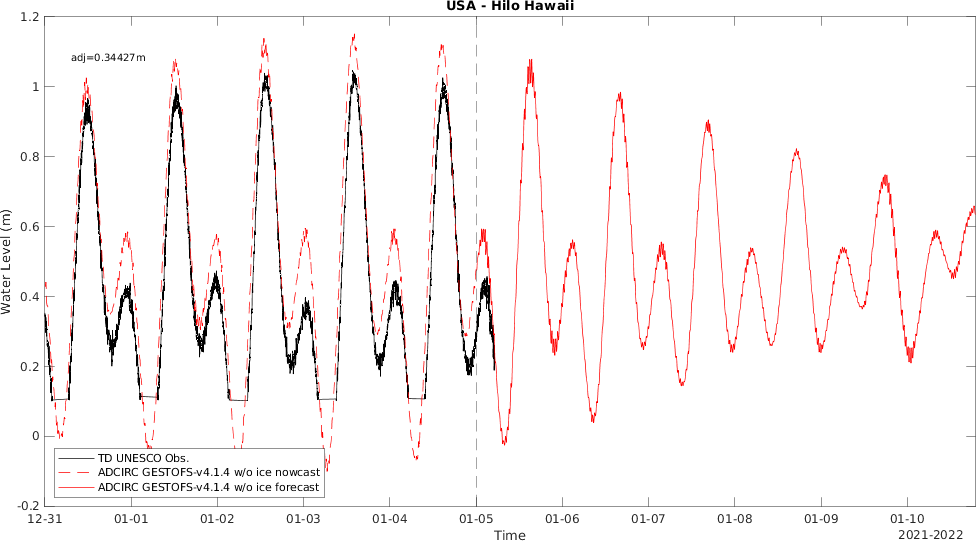 USA - Hilo Hawaii
adj=0.34427m
Water Level (m)
1.2
1
0.8
0.6
0.4
0.2
0
-0.2
TD UNESCO Obs.
ADCIRC GESTOFS-v4.1.4 w/o ice nowcast
ADCIRC GESTOFS-v4.1.4 w/o ice forecast
12-31 01-01 01-02 01-03 01-04 01-05 01-06 01-07 01-08 01-09 01-10
Time
2021-2022